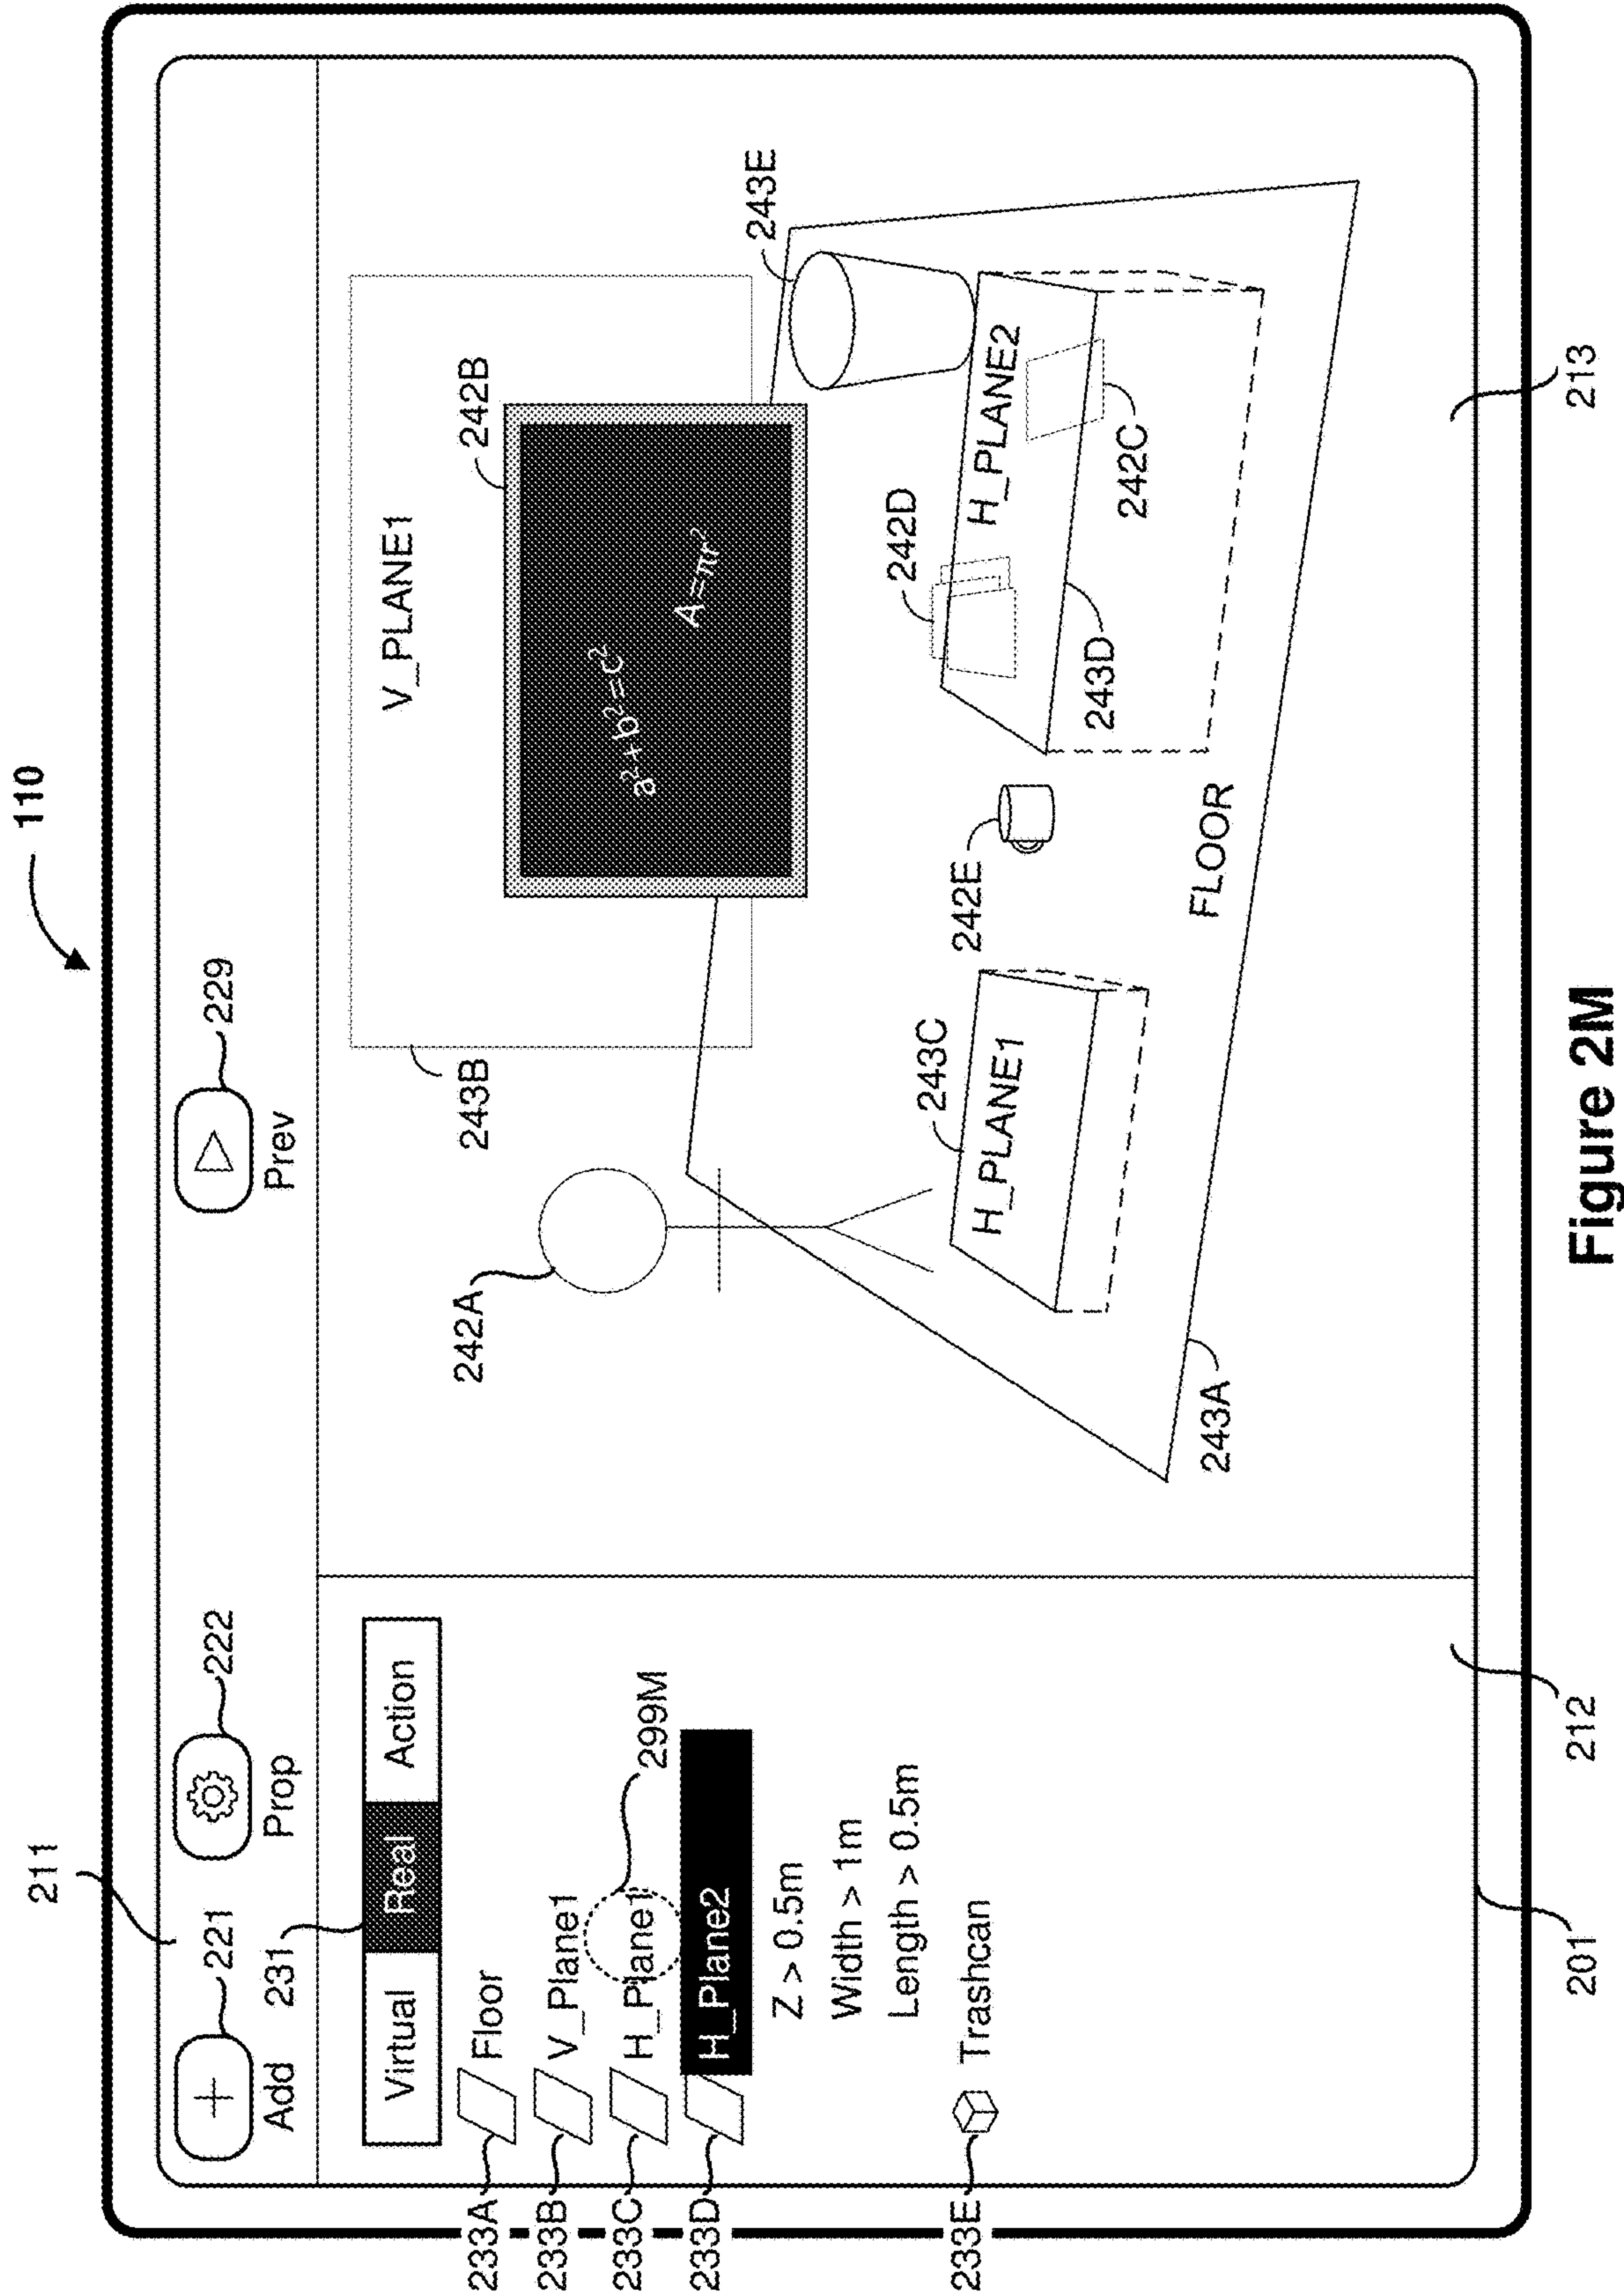 110
211
221
222
229
Add
Prop
Prev
231
Virtual
Real
Action
233A
Floor
233B
V_Plane1
233C
H_Plane1
299M
233D
H_Plane2
Z > 0.5m
Width > 1m
Length > 0.5m
233E
Trashcan
242A
243B
V_PLANE1
242B
a²+b²=c²
A=πr²
243E
243C
H_PLANE1
242E
242D
H_PLANE2
242C
243D
FLOOR
243A
201
212
213
Figure 2M